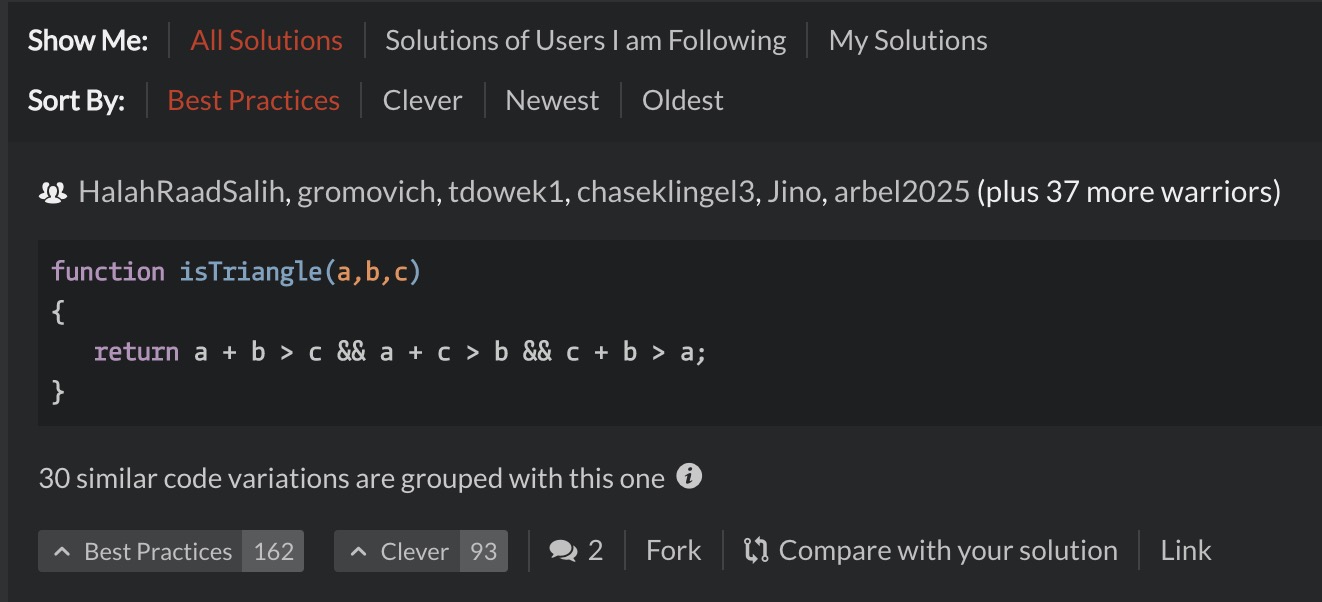 Show Me: All Solutions Solutions of Users I am Following My Solutions
Sort By: Best Practices Clever Newest Oldest
HalahRaadSalih, gromovich, tdowek1, chaseklingel3, Jino, arbel2025 (plus 37 more warriors)
function isTriangle(a,b,c)
{
   return a + b > c && a + c > b && c + b > a;
}
30 similar code variations are grouped with this one
Best Practices 162 Clever 93 2 Fork Compare with your solution Link